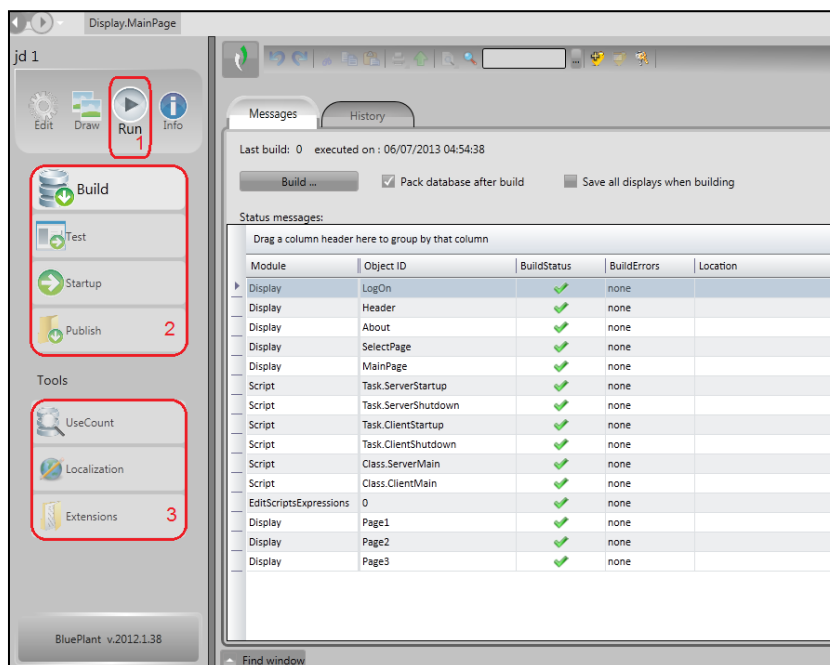 Display.MainPage
jd 1
Edit
Draw
Run
Info
1
Build
Test
Startup
Publish
2
Tools
UseCount
Localization
Extensions
3
BluePlant v.2012.1.38
Messages
History
Last build: 0 executed on : 06/07/2013 04:54:38
Build ...
Pack database after build
Save all displays when building
Status messages:
Drag a column header here to group by that column
Module Object ID BuildStatus BuildErrors Location
Display LogOn none
Display Header none
Display About none
Display SelectPage none
Display MainPage none
Script Task.ServerStartup none
Script Task.ServerShutdown none
Script Task.ClientStartup none
Script Task.ClientShutdown none
Script Class.ServerMain none
Script Class.ClientMain none
EditScriptsExpressions 0 none
Display Page1 none
Display Page2 none
Display Page3 none
Find window